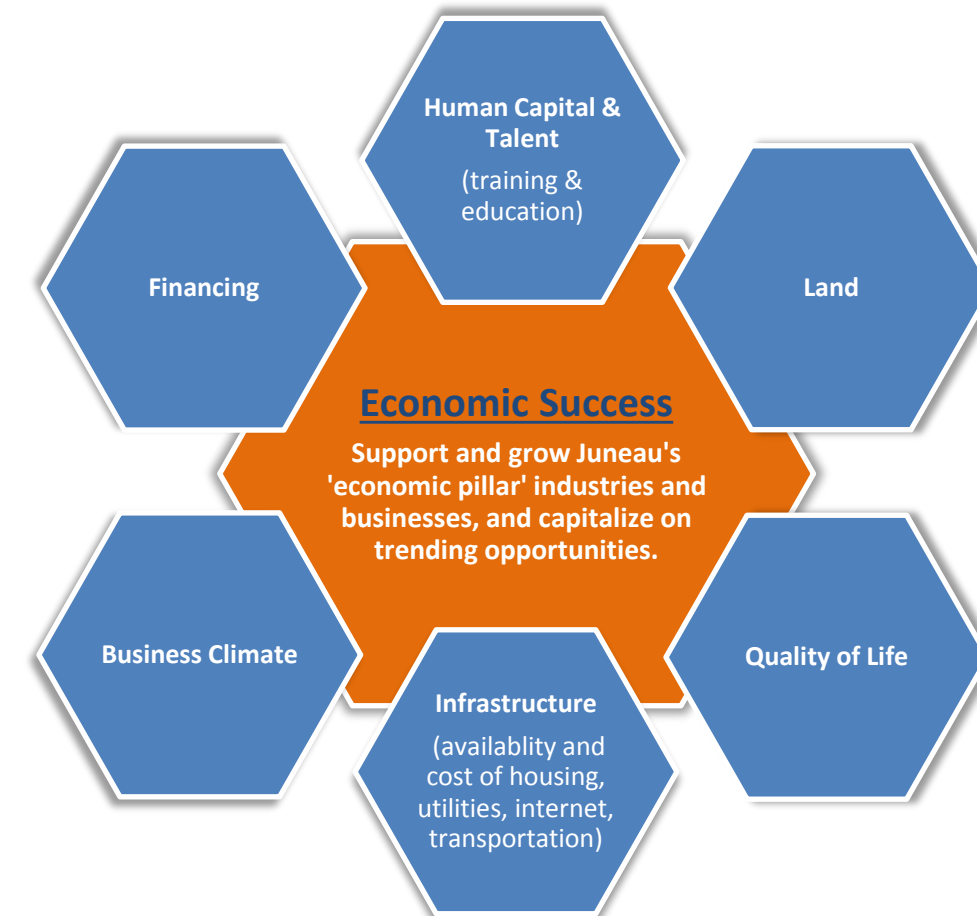 Human Capital &
Talent
(training &
education)
Financing
Land
Economic Success
Support and grow Juneau's
'economic pillar' industries and
businesses, and capitalize on
trending opportunities.
Business Climate
Quality of Life
Infrastructure
(availablity and
cost of housing,
utilities, internet,
transportation)